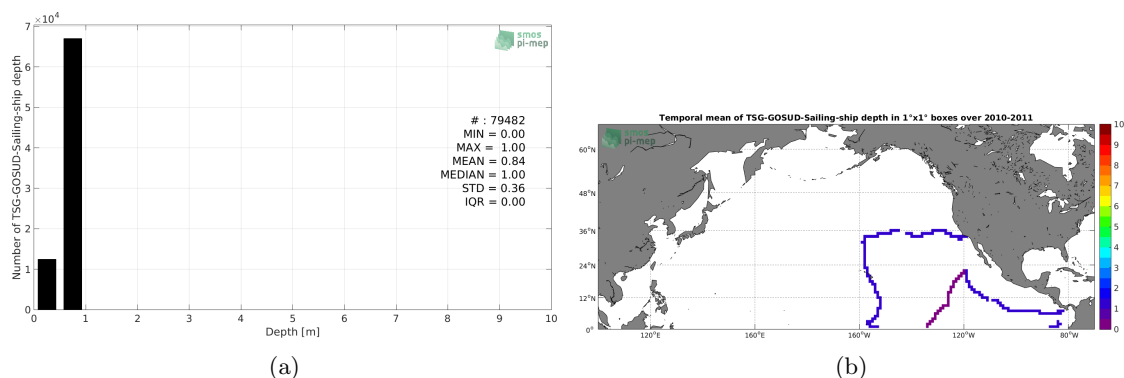 ×10⁴
7
6
5
4
3
2
1
0
Number of TSG-GOSUD-Sailing-ship depth
smos
pi-mep
# : 79482
MIN = 0.00
MAX = 1.00
MEAN = 0.84
MEDIAN = 1.00
STD = 0.36
IQR = 0.00
0 1 2 3 4 5 6 7 8 9 10
Depth [m]
(a)
Temporal mean of TSG-GOSUD-Sailing-ship depth in 1°x1° boxes over 2010-2011
smos
pi-mep
60°N
48°N
36°N
24°N
12°N
0°
120°E 160°E 160°W 120°W 80°W
10
9
8
7
6
5
4
3
2
1
0
(b)